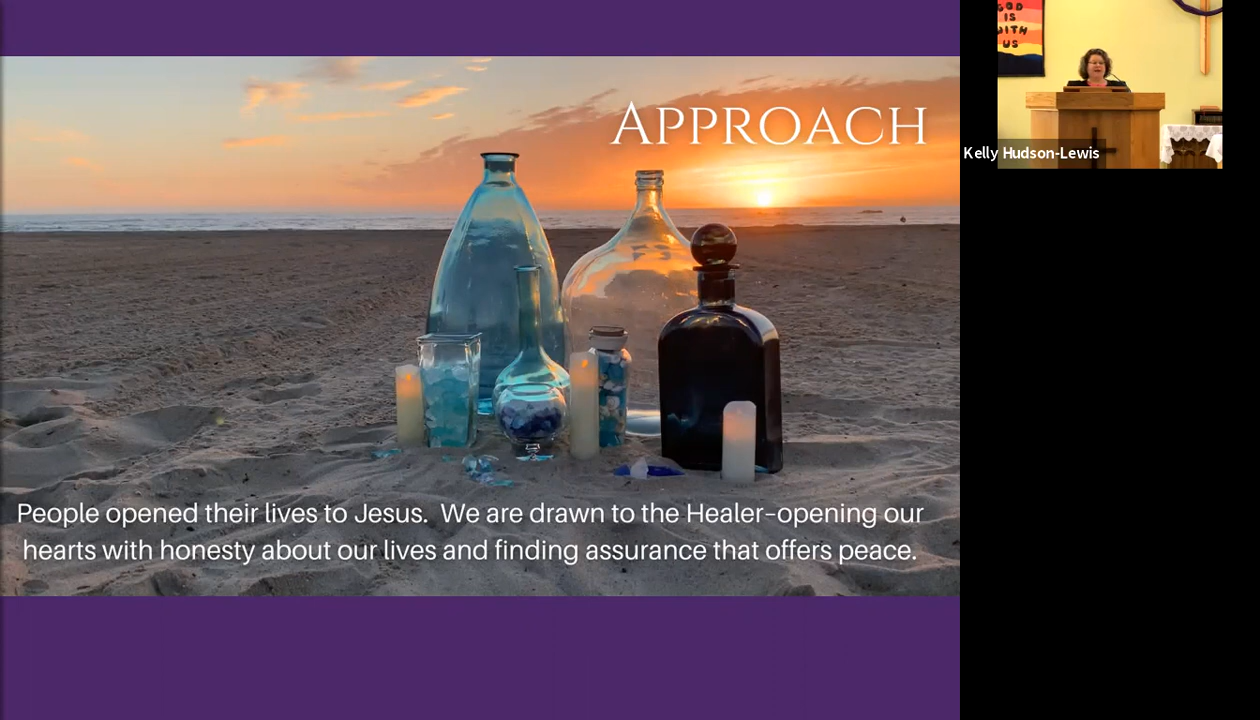 APPROACH
People opened their lives to Jesus. We are drawn to the Healer–opening our
hearts with honesty about our lives and finding assurance that offers peace.
GOD
IS
WITH
US
Kelly Hudson-Lewis